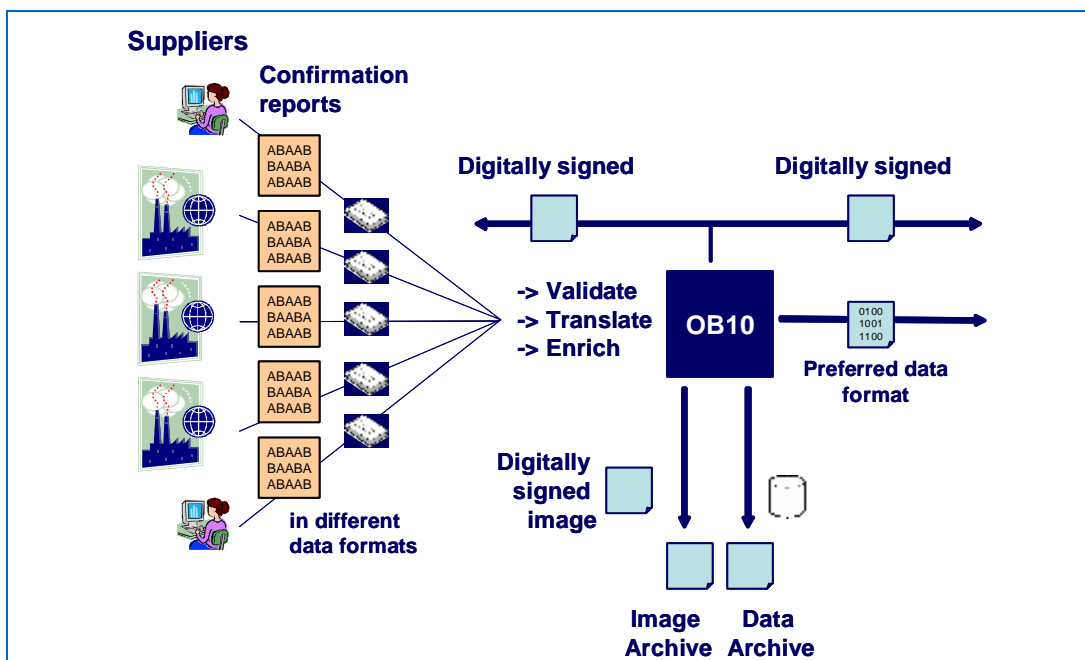 Suppliers
Confirmation
reports
ABAAB
BAABA
ABAAB
ABAAB
BAABA
ABAAB
ABAAB
BAABA
ABAAB
ABAAB
BAABA
ABAAB
ABAAB
BAABA
ABAAB
in different
data formats
-> Validate
-> Translate
-> Enrich
Digitally signed
Digitally signed
OB10
0100
1001
1100
Preferred data
format
Digitally
signed
image
Image
Archive
Data
Archive